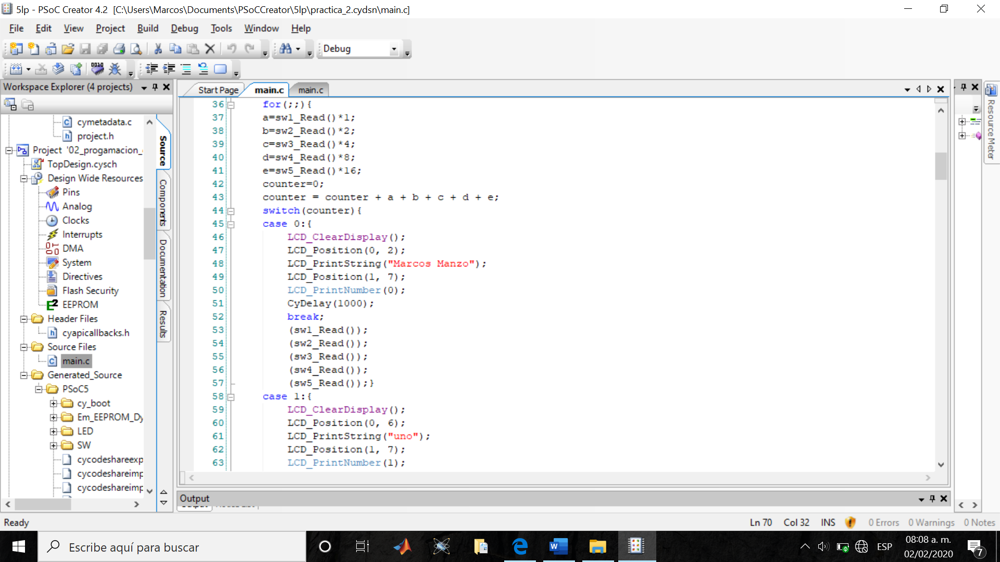 5lp - PSoC Creator 4.2 [C:\Users\Marcos\Documents\PSoCCreator\5lp\practica_2.cydsn\main.c]
File Edit View Project Build Debug Tools Window Help
Debug
Workspace Explorer (4 projects)
cymetadata.c
project.h
Project '02_progamacion_
TopDesign.cysch
Design Wide Resources
Pins
Analog
Clocks
Interrupts
DMA
System
Directives
Flash Security
EEPROM
Header Files
cyapicallbacks.h
Source Files
main.c
Generated_Source
PSoC5
cy_boot
Em_EEPROM_Dy
LED
SW
cycodeshareexp
cycodeshareimp
cycodeshareimp
Source
Components
Documentation
Results
Start Page main.c main.c
36 for(;;){
37 a=sw1_Read()*1;
38 b=sw2_Read()*2;
39 c=sw3_Read()*4;
40 d=sw4_Read()*8;
41 e=sw5_Read()*16;
42 counter=0;
43 counter = counter + a + b + c + d + e;
44 switch(counter){
45 case 0:{
46 LCD_ClearDisplay();
47 LCD_Position(0, 2);
48 LCD_PrintString("Marcos Manzo");
49 LCD_Position(1, 7);
50 LCD_PrintNumber(0);
51 CyDelay(1000);
52 break;
53 (sw1_Read());
54 (sw2_Read());
55 (sw3_Read());
56 (sw4_Read());
57 (sw5_Read());}
58 case 1:{
59 LCD_ClearDisplay();
60 LCD_Position(0, 6);
61 LCD_PrintString("uno");
62 LCD_Position(1, 7);
63 LCD_PrintNumber(1);
Resource Meter
Output
Ready
Ln 70 Col 32 INS 0 Errors 0 Warnings 0 Notes
Escribe aquí para buscar
ESP
08:08 a. m.
02/02/2020
7